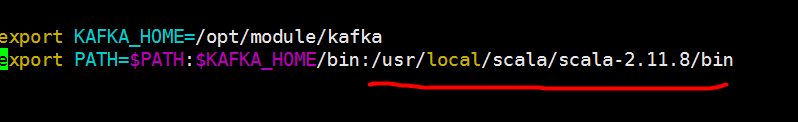 export KAFKA_HOME=/opt/module/kafka
export PATH=$PATH:$KAFKA_HOME/bin:/usr/local/scala/scala-2.11.8/bin